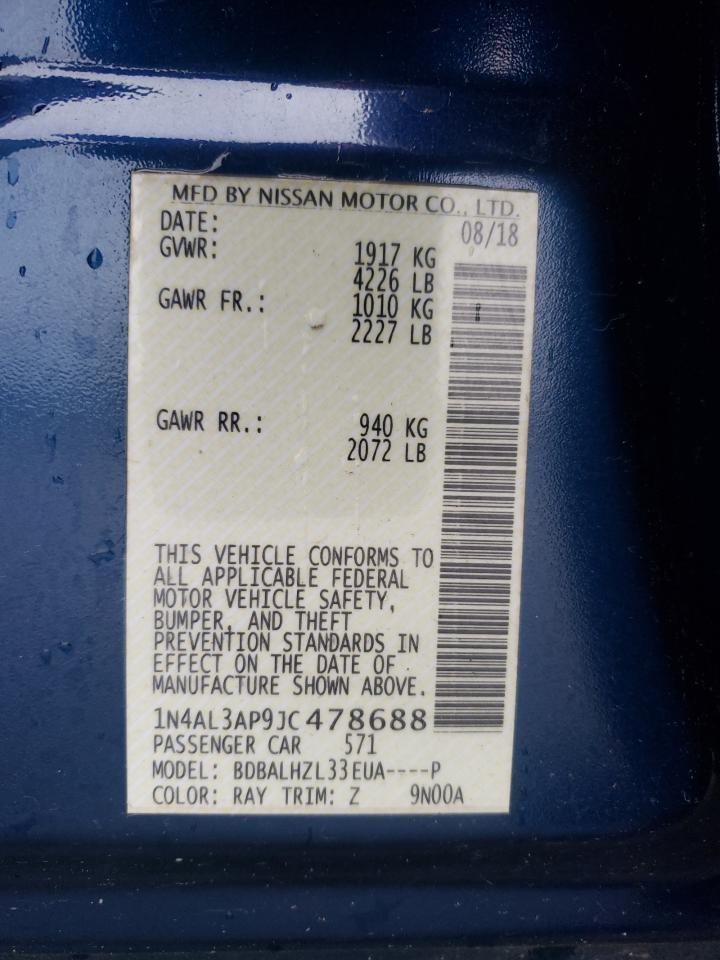 MFD BY NISSAN MOTOR CO., LTD.
DATE: 08/18
GVWR: 1917 KG
4226 LB
GAWR FR.: 1010 KG
2227 LB
GAWR RR.: 940 KG
2072 LB
THIS VEHICLE CONFORMS TO
ALL APPLICABLE FEDERAL
MOTOR VEHICLE SAFETY,
BUMPER, AND THEFT
PREVENTION STANDARDS IN
EFFECT ON THE DATE OF
MANUFACTURE SHOWN ABOVE.
1N4AL3AP9JC478688
PASSENGER CAR 571
MODEL: BDBALHZL33EUA----P
COLOR: RAY TRIM: Z 9N00A